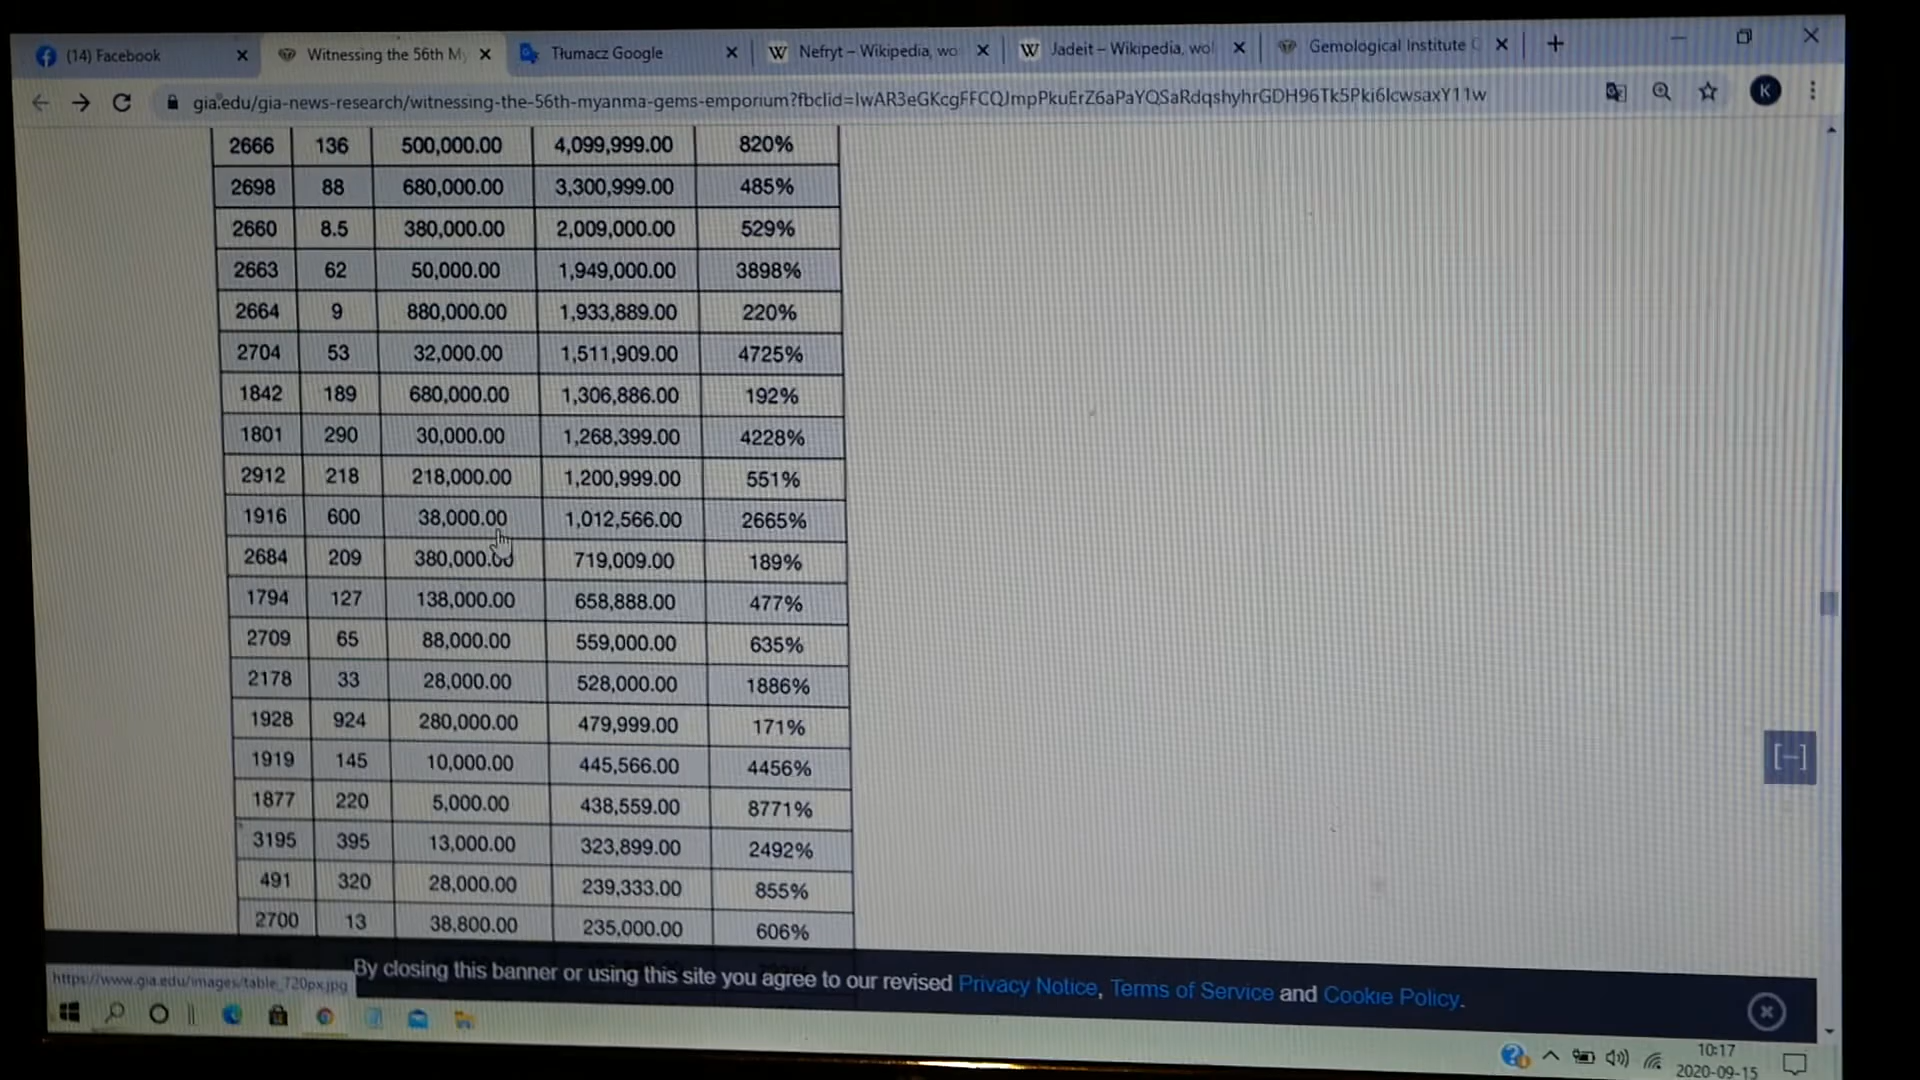 (14) Facebook
Witnessing the 56th My
Tłumacz Google
Nefryt – Wikipedia, wo
Jadeit – Wikipedia, wol
Gemological Institute
gia.edu/gia-news-research/witnessing-the-56th-myanma-gems-emporium?fbclid=IwAR3eGKcgFFCQJmpPkuErZ6aPaYQSaRdqshyhrGDH96Tk5Pki6IcwsaxY11w
K
2666 136 500,000.00 4,099,999.00 820%
2698 88 680,000.00 3,300,999.00 485%
2660 8.5 380,000.00 2,009,000.00 529%
2663 62 50,000.00 1,949,000.00 3898%
2664 9 880,000.00 1,933,889.00 220%
2704 53 32,000.00 1,511,909.00 4725%
1842 189 680,000.00 1,306,886.00 192%
1801 290 30,000.00 1,268,399.00 4228%
2912 218 218,000.00 1,200,999.00 551%
1916 600 38,000.00 1,012,566.00 2665%
2684 209 380,000.00 719,009.00 189%
1794 127 138,000.00 658,888.00 477%
2709 65 88,000.00 559,000.00 635%
2178 33 28,000.00 528,000.00 1886%
1928 924 280,000.00 479,999.00 171%
1919 145 10,000.00 445,566.00 4456%
1877 220 5,000.00 438,559.00 8771%
3195 395 13,000.00 323,899.00 2492%
491 320 28,000.00 239,333.00 855%
2700 13 38,800.00 235,000.00 606%
By closing this banner or using this site you agree to our revised Privacy Notice, Terms of Service and Cookie Policy.
https://www.gia.edu/images/table_720px.jpg
10:17
2020-09-15